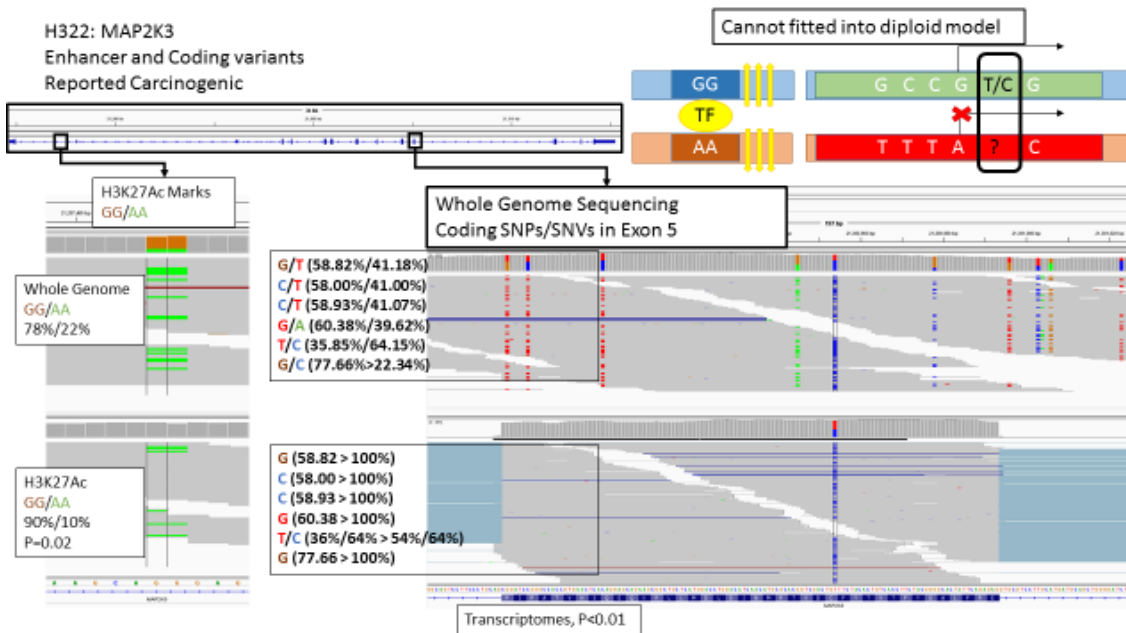 H322: MAP2K3
Enhancer and Coding variants
Reported Carcinogenic
Cannot fitted into diploid model
GG
TF
AA
G C C G T/C G
T T T A ? C
H3K27Ac Marks
GG/AA
Whole Genome Sequencing
Coding SNPs/SNVs in Exon 5
Whole Genome
GG/AA
78%/22%
G/T (58.82%/41.18%)
C/T (58.00%/41.00%)
C/T (58.93%/41.07%)
G/A (60.38%/39.62%)
T/C (35.85%/64.15%)
G/C (77.66%>22.34%)
H3K27Ac
GG/AA
90%/10%
P=0.02
G (58.82 > 100%)
C (58.00 > 100%)
C (58.93 > 100%)
G (60.38 > 100%)
T/C (36%/64% > 54%/64%)
G (77.66 > 100%)
MAP2K3
MAP2K3
Transcriptomes, P<0.01